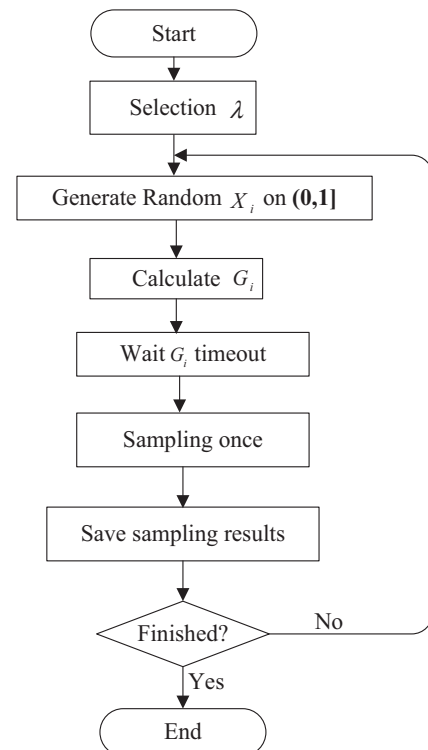 Start
Selection λ
Generate Random X_i on (0,1]
Calculate G_i
Wait G_i timeout
Sampling once
Save sampling results
Finished?
No
Yes
End